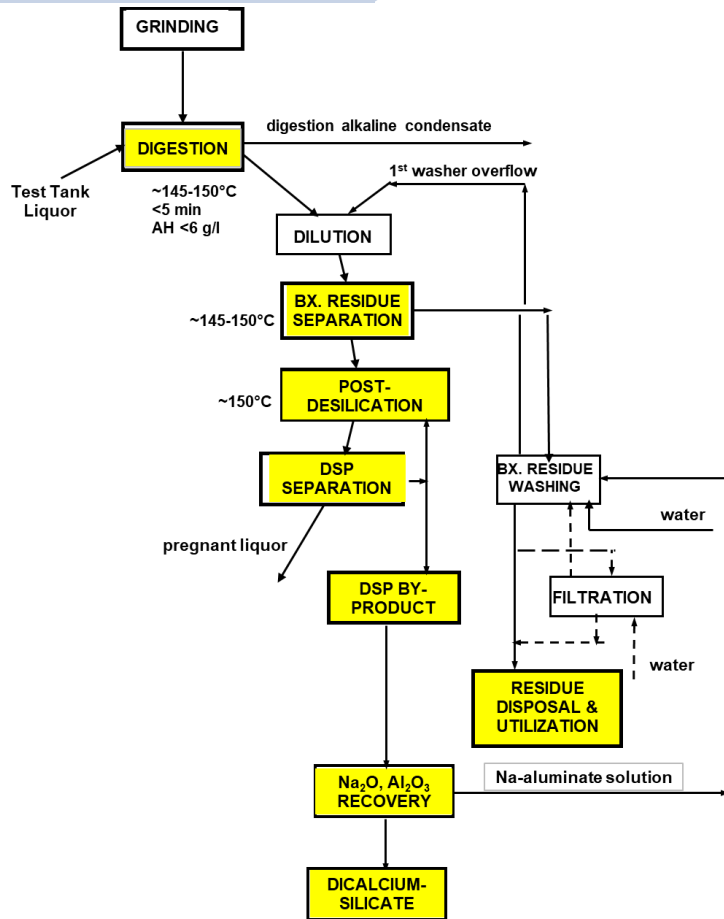 GRINDING
digestion alkaline condensate
DIGESTION
Test Tank
Liquor
~145-150°C
<5 min
AH <6 g/l
1st washer overflow
DILUTION
BX. RESIDUE
SEPARATION
~145-150°C
POST-
DESILICATION
~150°C
DSP
SEPARATION
BX. RESIDUE
WASHING
water
pregnant liquor
DSP BY-
PRODUCT
FILTRATION
water
RESIDUE
DISPOSAL &
UTILIZATION
Na₂O, Al₂O₃
RECOVERY
Na-aluminate solution
DICALCIUM-
SILICATE